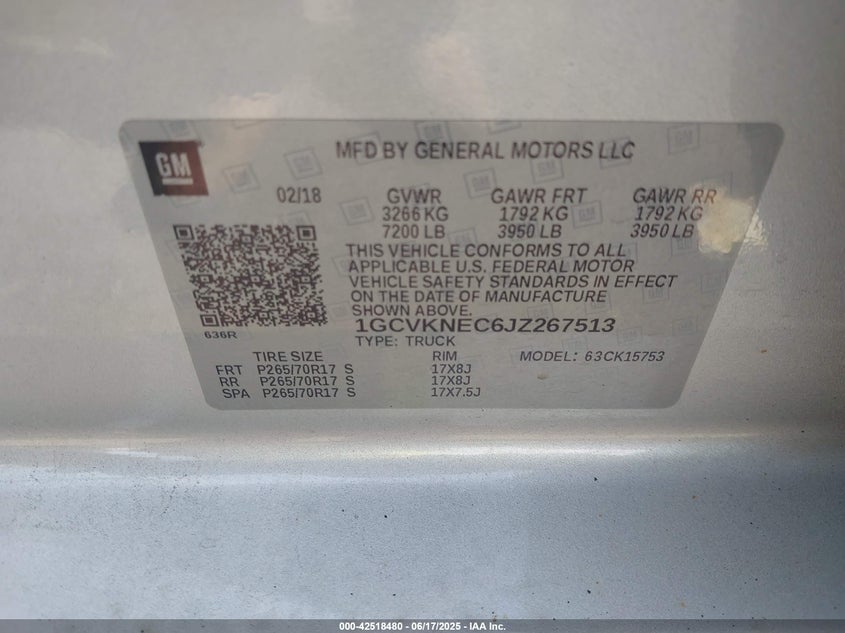 GM
MFD BY GENERAL MOTORS LLC
02/18 GVWR GAWR FRT GAWR RR
3266 KG 1792 KG 1792 KG
7200 LB 3950 LB 3950 LB
THIS VEHICLE CONFORMS TO ALL
APPLICABLE U.S. FEDERAL MOTOR
VEHICLE SAFETY STANDARDS IN EFFECT
ON THE DATE OF MANUFACTURE
SHOWN ABOVE.
636R
1GCVKNEC6JZ267513
TYPE: TRUCK
TIRE SIZE RIM MODEL: 63CK15753
FRT P265/70R17 S 17X8J
RR P265/70R17 S 17X8J
SPA P265/70R17 S 17X7.5J
000-42518480 - 06/17/2025 - IAA Inc.